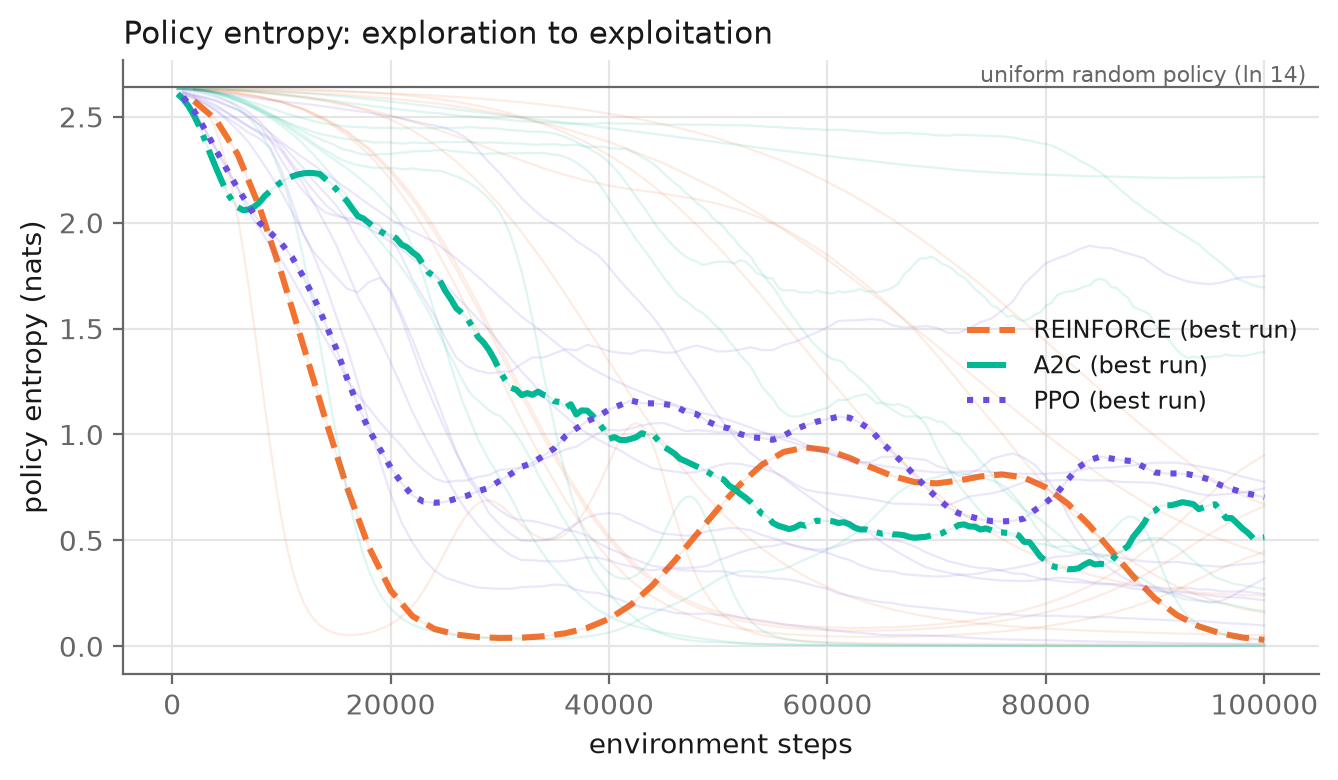 Policy entropy: exploration to exploitation
uniform random policy (ln 14)
policy entropy (nats)
2.5
2.0
1.5
1.0
0.5
0.0
REINFORCE (best run)
A2C (best run)
PPO (best run)
0
20000
40000
60000
80000
100000
environment steps